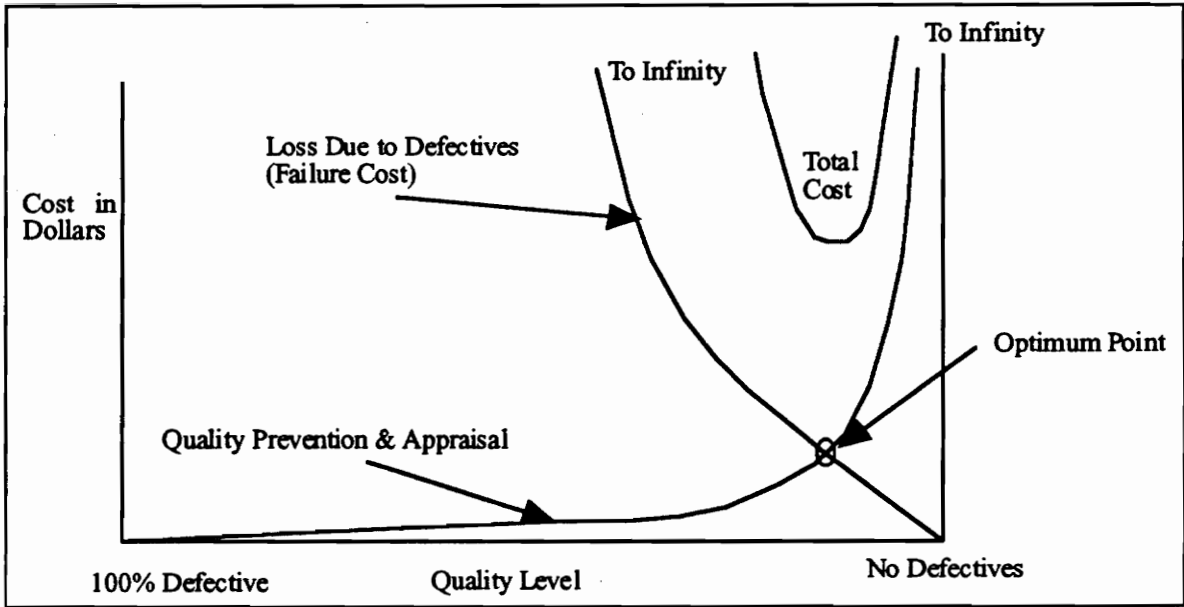 To Infinity
To Infinity
Loss Due to Defectives
(Failure Cost)
Total
Cost
Cost in
Dollars
Optimum Point
Quality Prevention & Appraisal
100% Defective
Quality Level
No Defectives